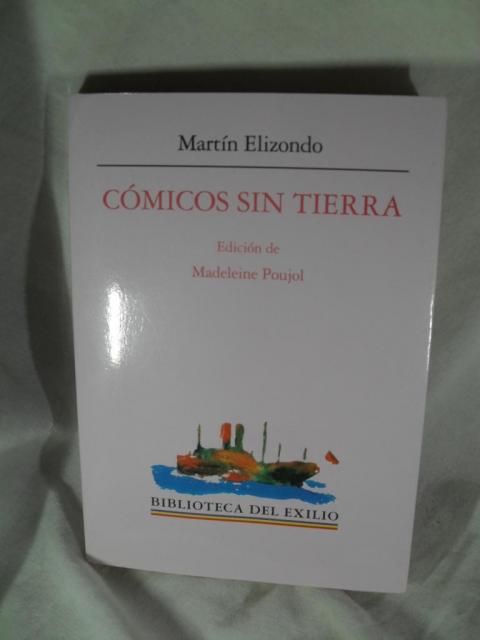 Martín Elizondo
CÓMICOS SIN TIERRA
Edición de
Madeleine Poujol
BIBLIOTECA DEL EXILIO